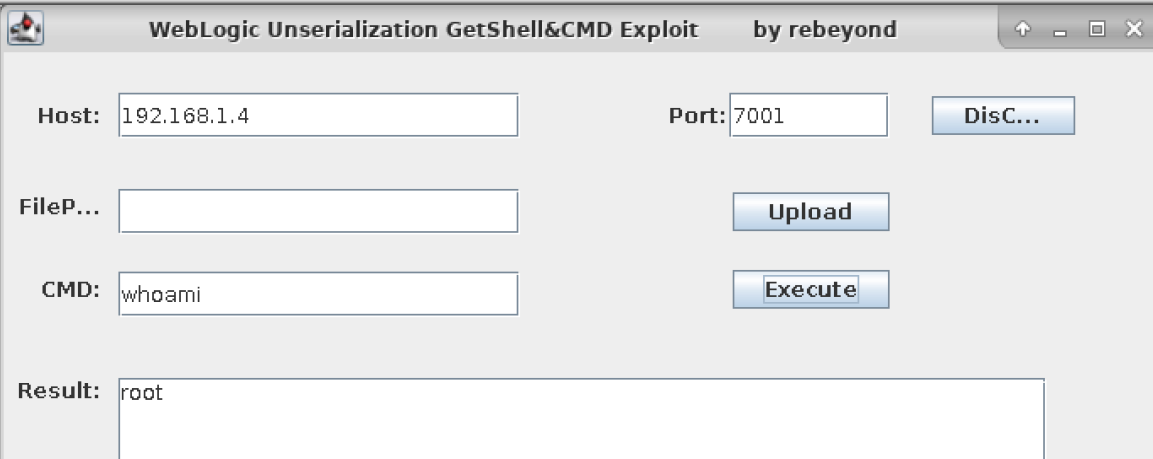 WebLogic Unserialization GetShell&CMD Exploit by rebeyond
Host: 192.168.1.4 Port: 7001 DisC...
FileP... Upload
CMD: whoami Execute
Result: root